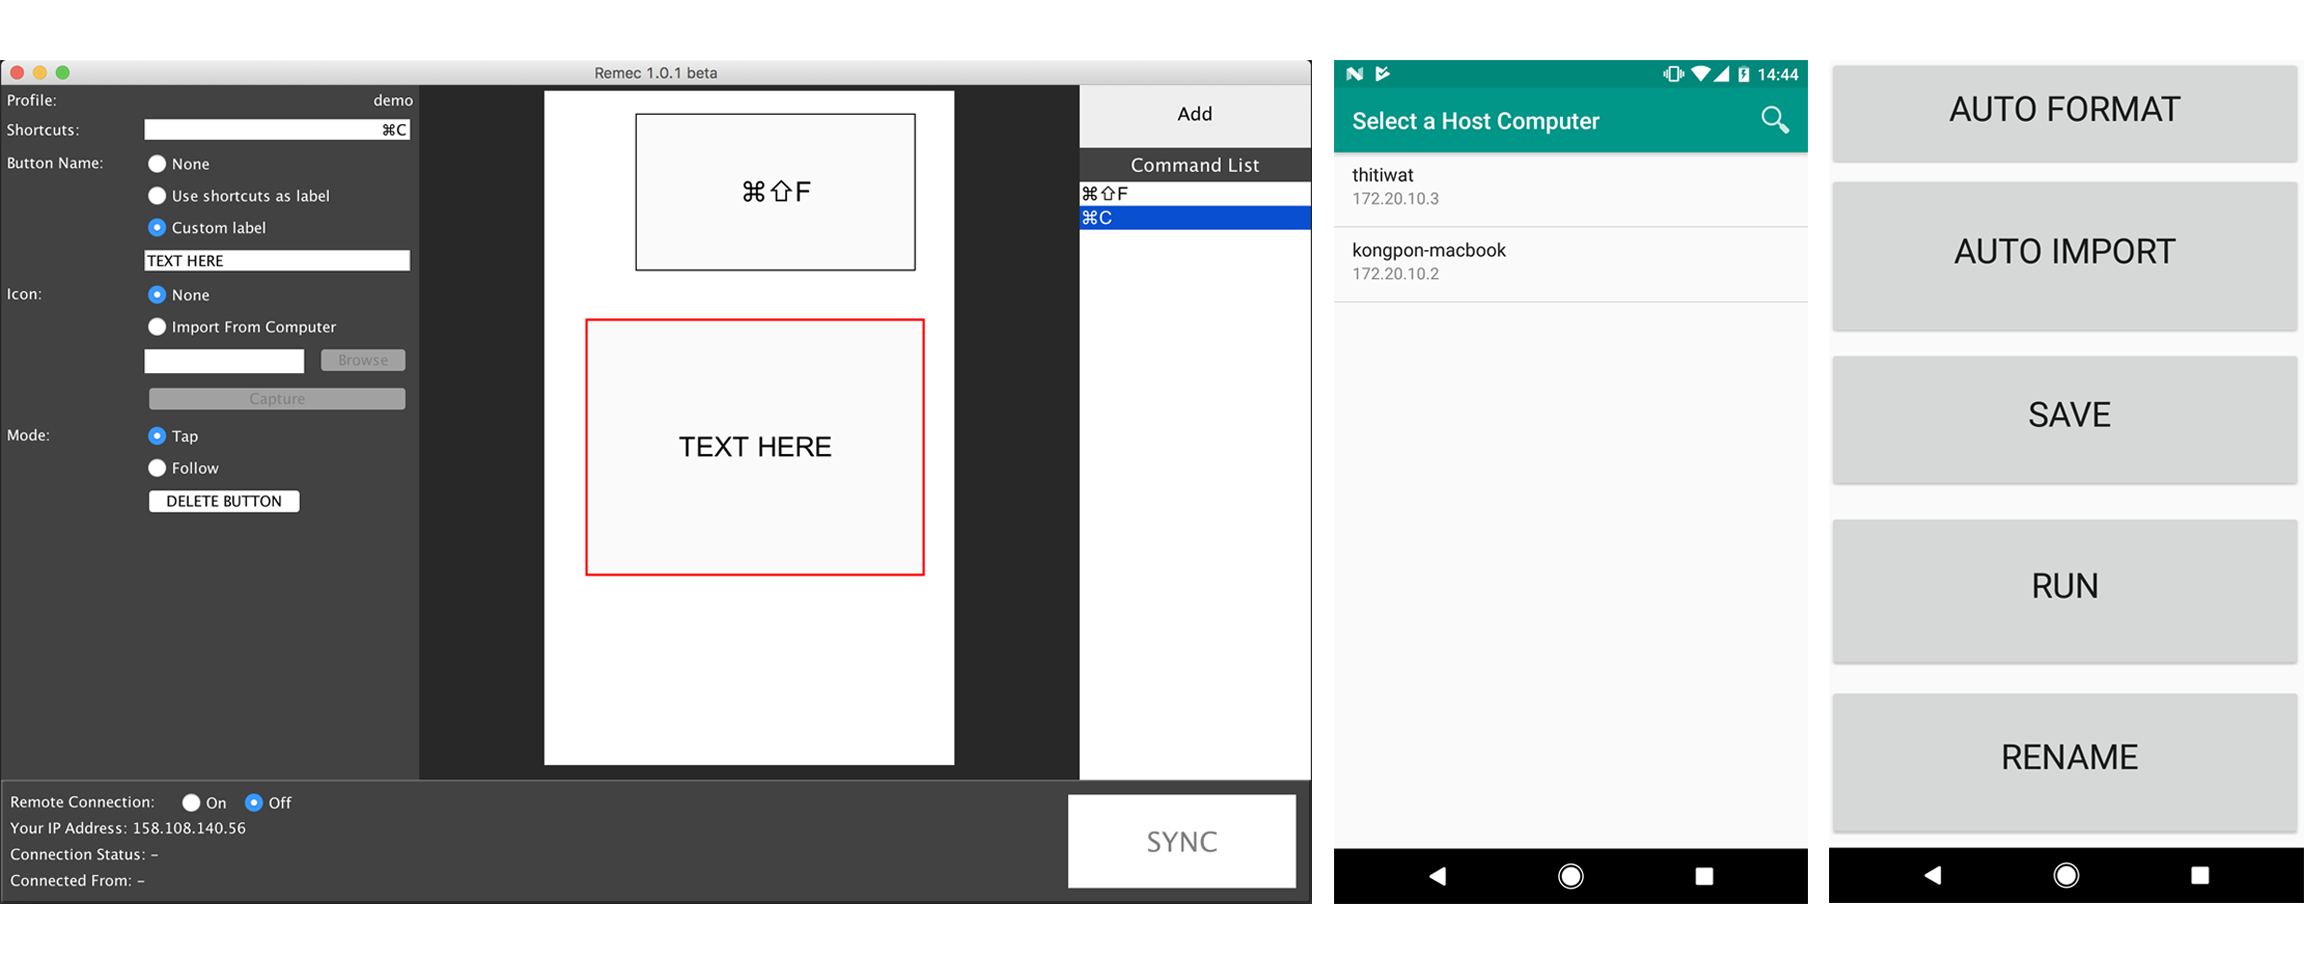 Remec 1.0.1 beta
Profile: demo
Shortcuts: ⌘C
Button Name: None
Use shortcuts as label
Custom label
TEXT HERE
Icon: None
Import From Computer
Browse
Capture
Mode: Tap
Follow
DELETE BUTTON
⌘⇧F
TEXT HERE
Add
Command List
⌘⇧F
⌘C
Remote Connection: On Off
Your IP Address: 158.108.140.56
Connection Status: –
Connected From: –
SYNC
14:44
Select a Host Computer
thitiwat
172.20.10.3
kongpon-macbook
172.20.10.2
AUTO FORMAT
AUTO IMPORT
SAVE
RUN
RENAME